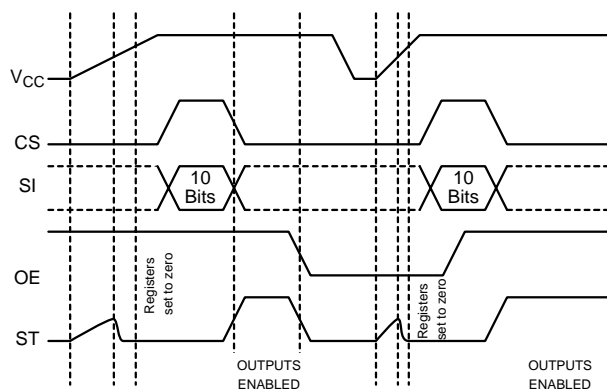 VCC
CS
SI
10
Bits
10
Bits
OE
Registers
set to zero
Registers
set to zero
ST
OUTPUTS
ENABLED
OUTPUTS
ENABLED